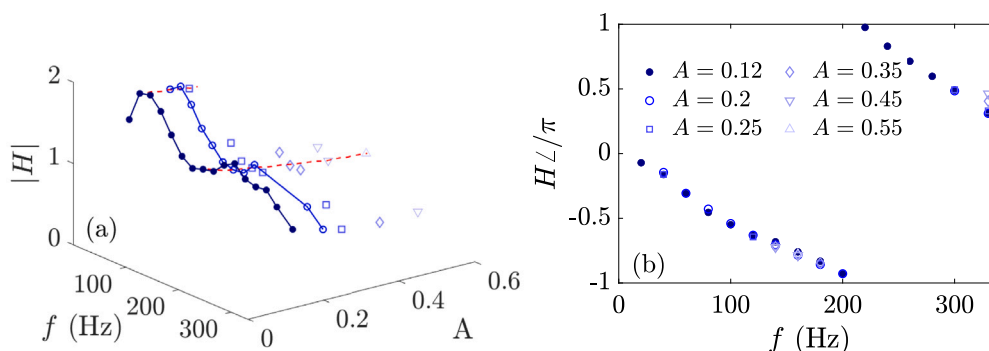 2
1
0
|H|
(a)
100
200
300
f (Hz)
0
0.2
0.4
0.6
A
1
0.5
0
-0.5
-1
H∠/π
A = 0.12
A = 0.2
A = 0.25
A = 0.35
A = 0.45
A = 0.55
(b)
0
100
200
300
f (Hz)